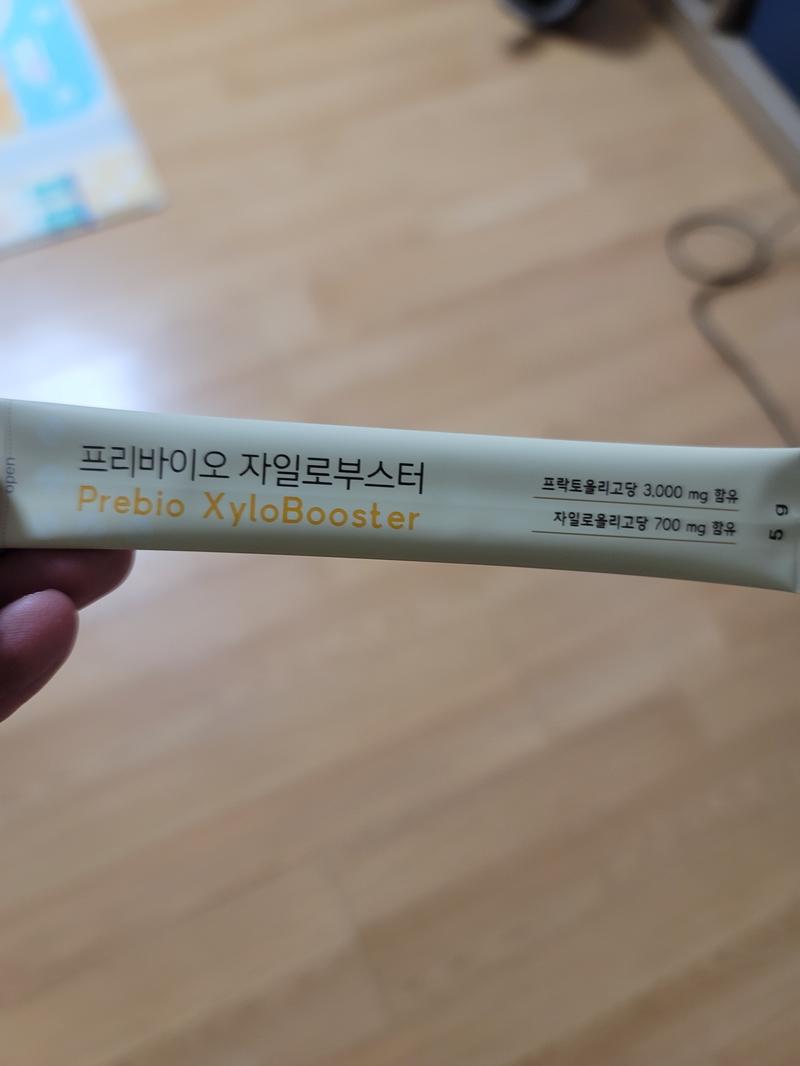 open
프리바이오 자일로부스터
Prebio XyloBooster
프락토올리고당 3,000 mg 함유
자일로올리고당 700 mg 함유
5 g